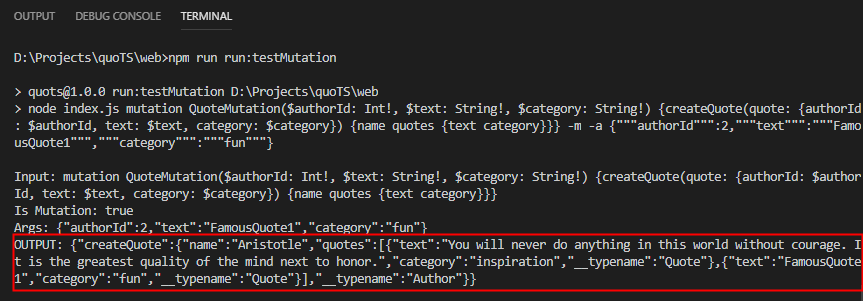 OUTPUT DEBUG CONSOLE TERMINAL
D:\Projects\quoTS\web>npm run run:testMutation
> quots@1.0.0 run:testMutation D:\Projects\quoTS\web
> node index.js mutation QuoteMutation($authorId: Int!, $text: String!, $category: String!) {createQuote(quote: {authorId
: $authorId, text: $text, category: $category}) {name quotes {text category}}} -m -a {"""authorId""":2,"""text""":"""Fam
ousQuote1""","""category""":"""fun"""}
Input: mutation QuoteMutation($authorId: Int!, $text: String!, $category: String!) {createQuote(quote: {authorId: $author
Id, text: $text, category: $category}) {name quotes {text category}}}
Is Mutation: true
Args: {"authorId":2,"text":"FamousQuote1","category":"fun"}
OUTPUT: {"createQuote":{"name":"Aristotle","quotes":[{"text":"You will never do anything in this world without courage. I
t is the greatest quality of the mind next to honor.","category":"inspiration","__typename":"Quote"},{"text":"FamousQuote
1","category":"fun","__typename":"Quote"}],"__typename":"Author"}}